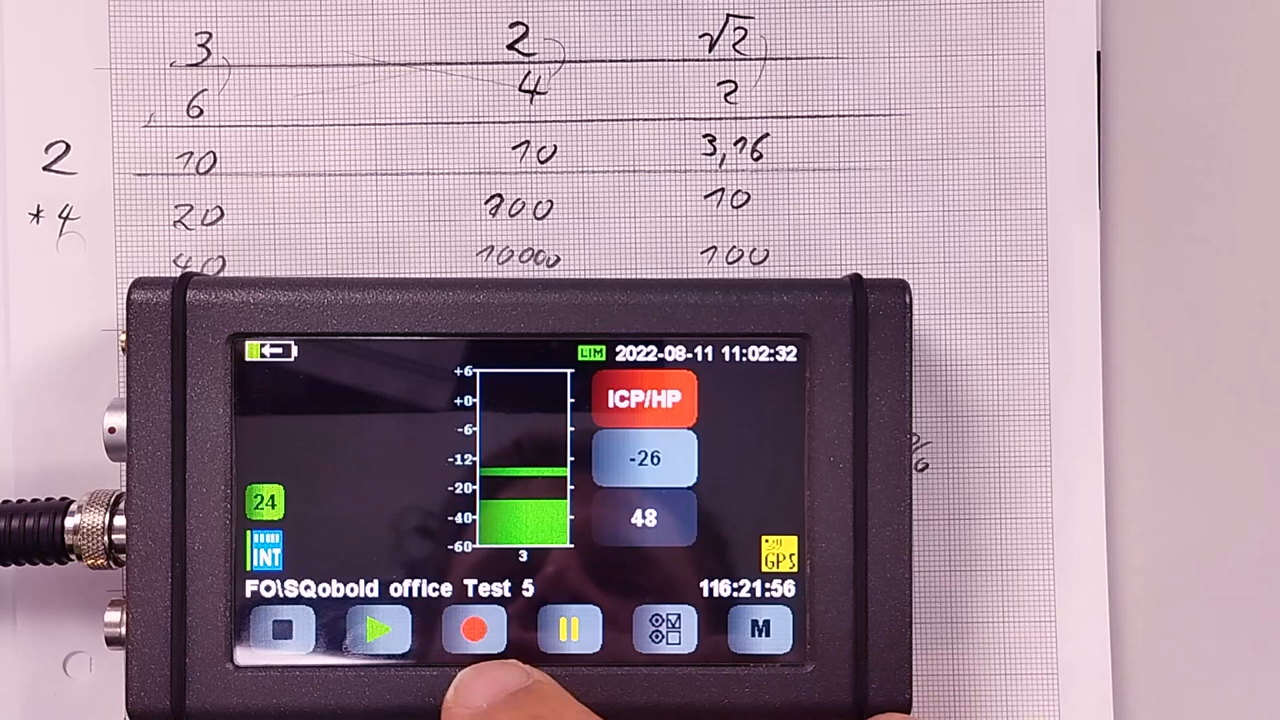 3 2 √2
6 4 2
2 10 10 3,16
*4 20 100 10
40 10000 100
LIM 2022-08-11 11:02:32
+6
+0 ICP/HP
-6
-12 -26
-20
24
-40 48
-60
3
INT GPS
FO\SQobold office Test 5 116:21:56
M
%